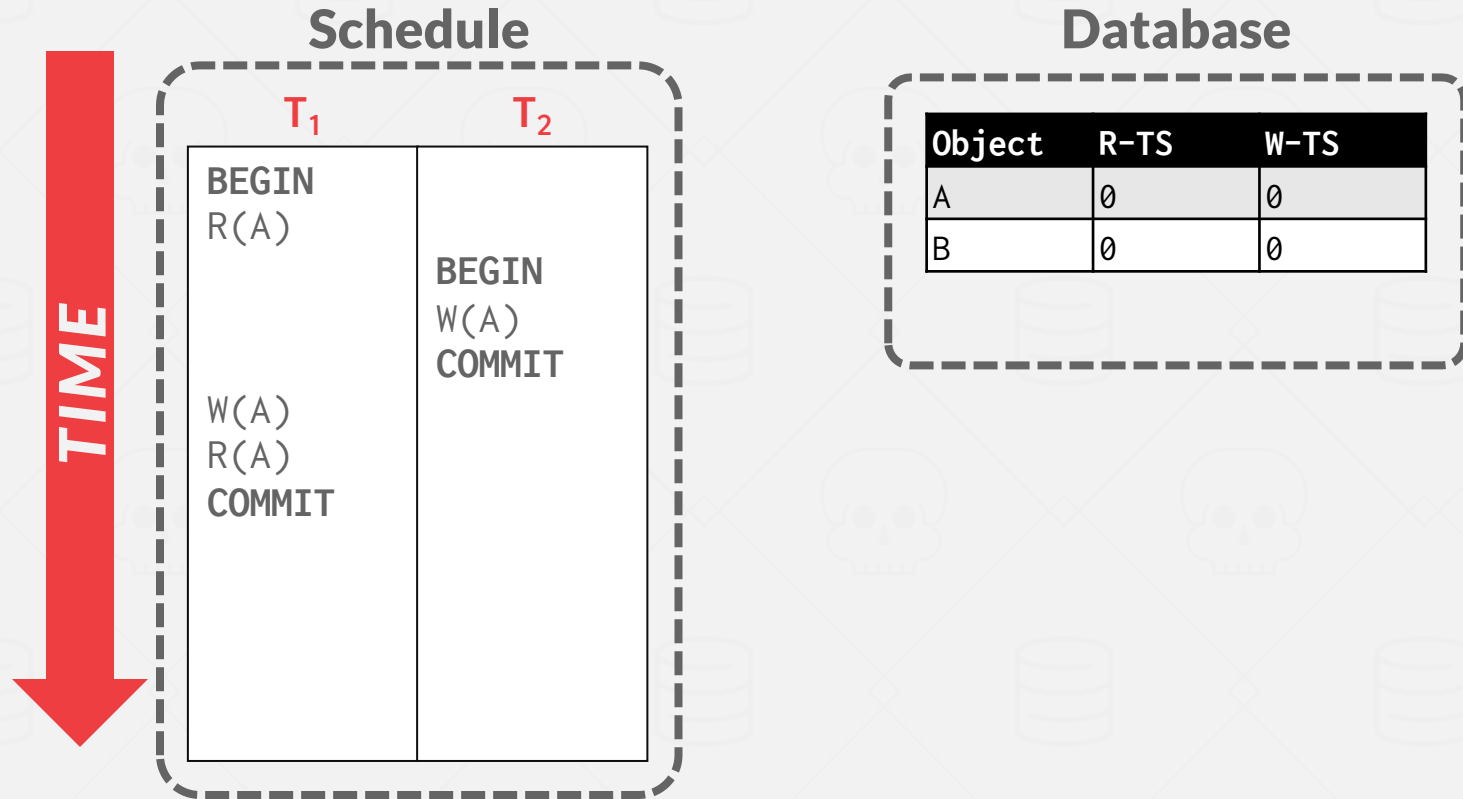 Schedule
Database
TIME
T₁ T₂
BEGIN
R(A)
BEGIN
W(A)
COMMIT
W(A)
R(A)
COMMIT
Object R-TS W-TS
A 0 0
B 0 0